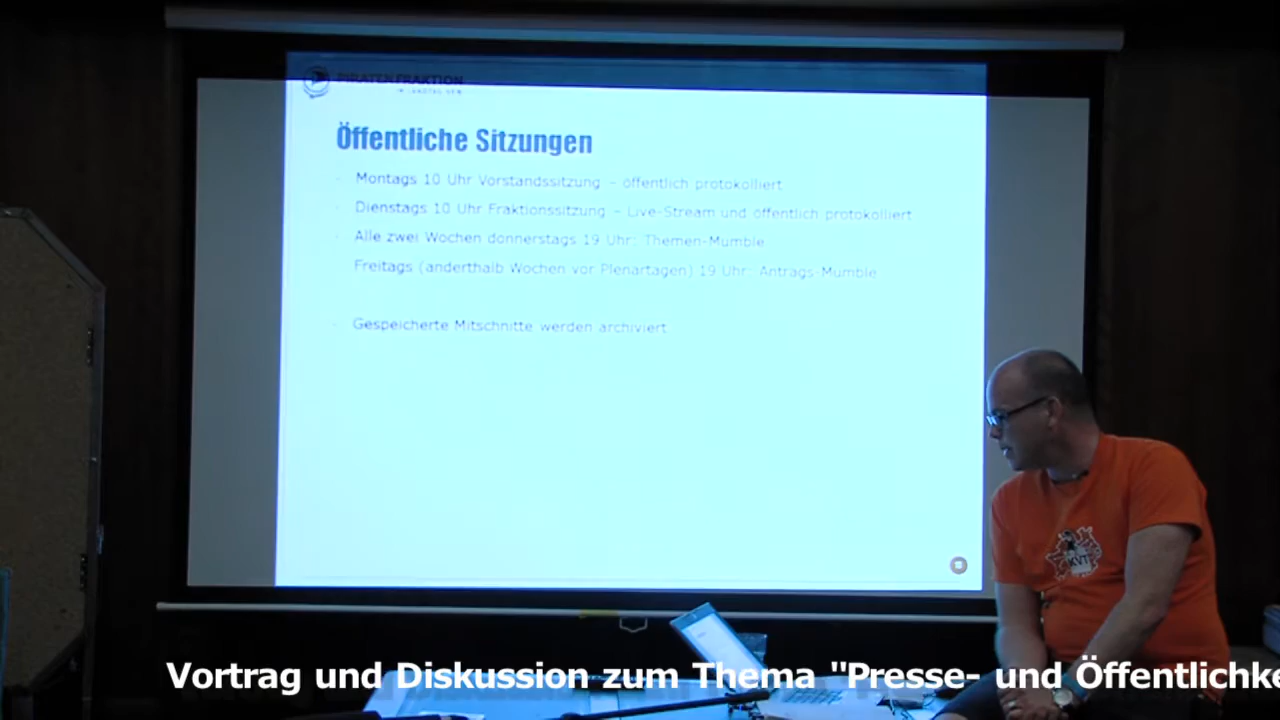 PIRATENFRAKTION
Öffentliche Sitzungen
Montags 10 Uhr Vorstandssitzung – öffentlich protokolliert
Dienstags 10 Uhr Fraktionssitzung – Live-Stream und öffentlich protokolliert
Alle zwei Wochen donnerstags 19 Uhr: Themen-Mumble
Freitags (anderthalb Wochen vor Plenartagen) 19 Uhr: Antrags-Mumble
Gespeicherte Mitschnitte werden archiviert
KVT
Vortrag und Diskussion zum Thema "Presse- und Öffentlichke